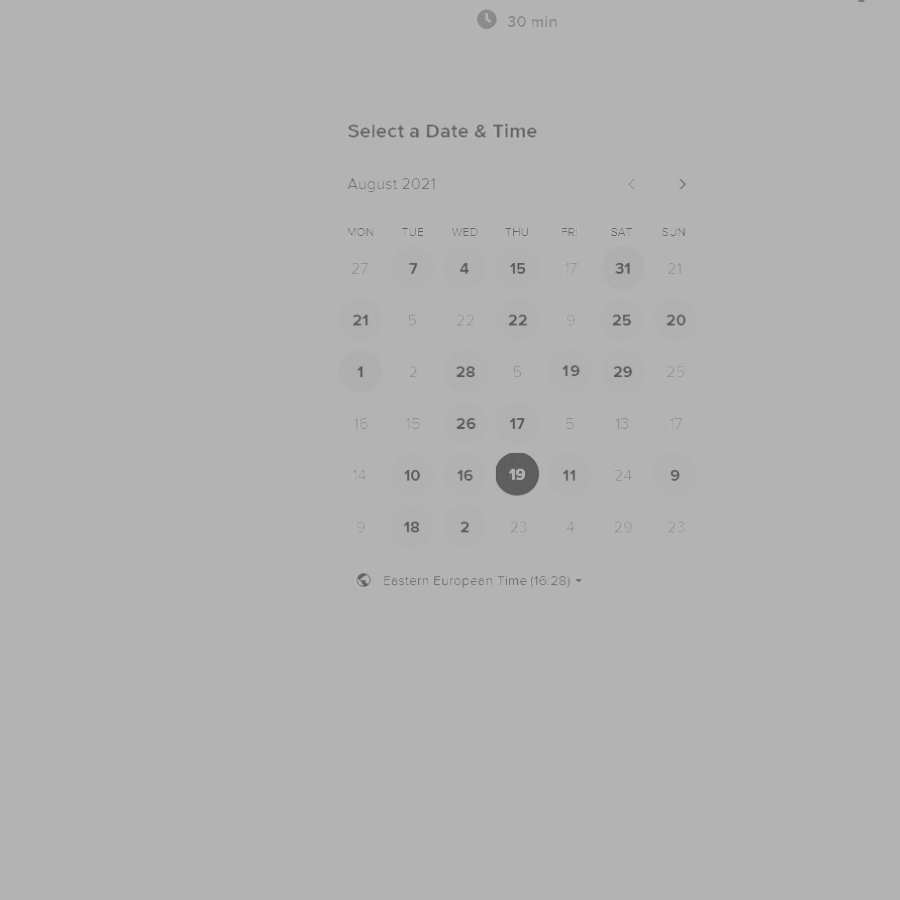 30 min
Select a Date & Time
August 2021
MON TUE WED THU FRI SAT SUN
27 7 4 15 17 31 21
21 5 22 22 9 25 20
1 2 28 5 19 29 25
16 15 26 17 5 13 17
14 10 16 19 11 24 9
9 18 2 23 4 29 23
Eastern European Time (16:28)